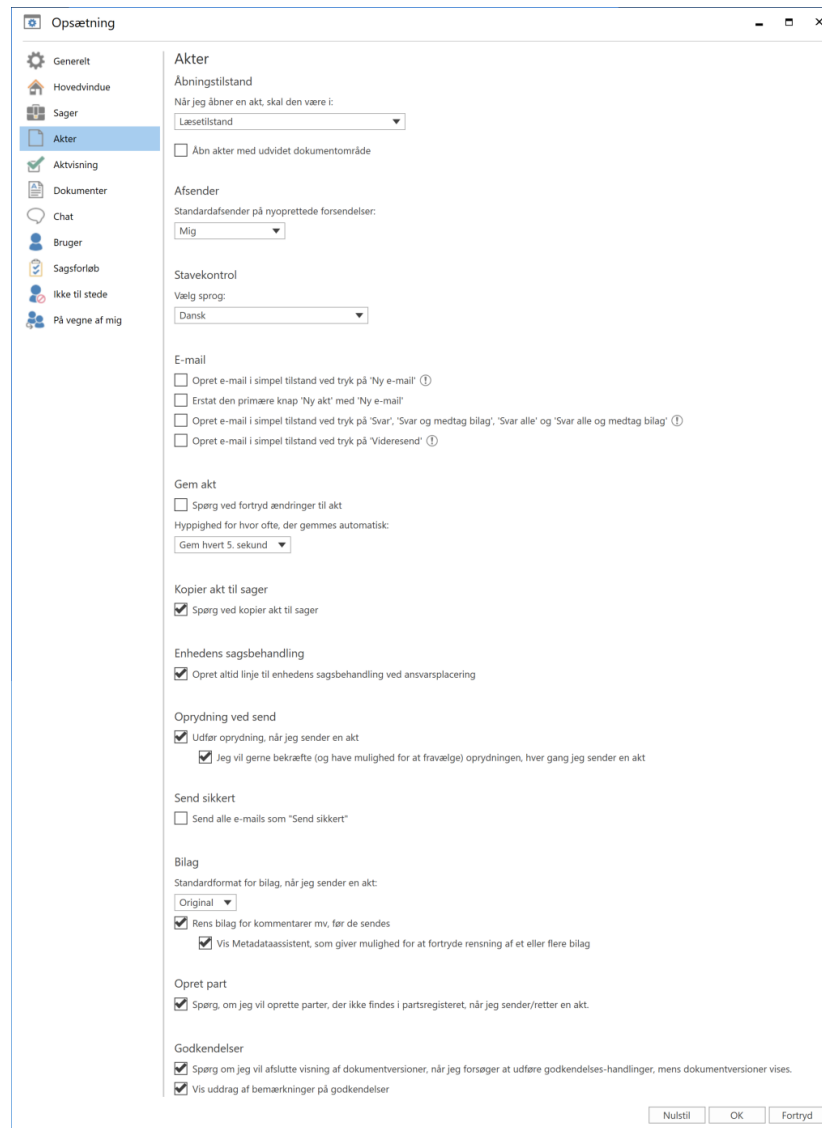 Opsætning
Generelt
Hovedvindue
Sager
Akter
Aktvisning
Dokumenter
Chat
Bruger
Sagsforløb
Ikke til stede
På vegne af mig
Akter
Åbningstilstand
Når jeg åbner en akt, skal den være i:
Læsetilstand
Åbn akter med udvidet dokumentområde
Afsender
Standardafsender på nyoprettede forsendelser:
Mig
Stavekontrol
Vælg sprog:
Dansk
E-mail
Opret e-mail i simpel tilstand ved tryk på 'Ny e-mail'
Erstat den primære knap 'Ny akt' med 'Ny e-mail'
Opret e-mail i simpel tilstand ved tryk på 'Svar', 'Svar og medtag bilag', 'Svar alle' og 'Svar alle og medtag bilag'
Opret e-mail i simpel tilstand ved tryk på 'Videresend'
Gem akt
Spørg ved fortryd ændringer til akt
Hyppighed for hvor ofte, der gemmes automatisk:
Gem hvert 5. sekund
Kopier akt til sager
Spørg ved kopier akt til sager
Enhedens sagsbehandling
Opret altid linje til enhedens sagsbehandling ved ansvarsplacering
Oprydning ved send
Udfør oprydning, når jeg sender en akt
Jeg vil gerne bekræfte (og have mulighed for at fravælge) oprydningen, hver gang jeg sender en akt
Send sikkert
Send alle e-mails som "Send sikkert"
Bilag
Standardformat for bilag, når jeg sender en akt:
Original
Rens bilag for kommentarer mv, før de sendes
Vis Metadataassistent, som giver mulighed for at fortryde rensning af et eller flere bilag
Opret part
Spørg, om jeg vil oprette parter, der ikke findes i partsregisteret, når jeg sender/retter en akt.
Godkendelser
Spørg om jeg vil afslutte visning af dokumentversioner, når jeg forsøger at udføre godkendelses-handlinger, mens dokumentversioner vises.
Vis uddrag af bemærkninger på godkendelser
Nulstil
OK
Fortryd